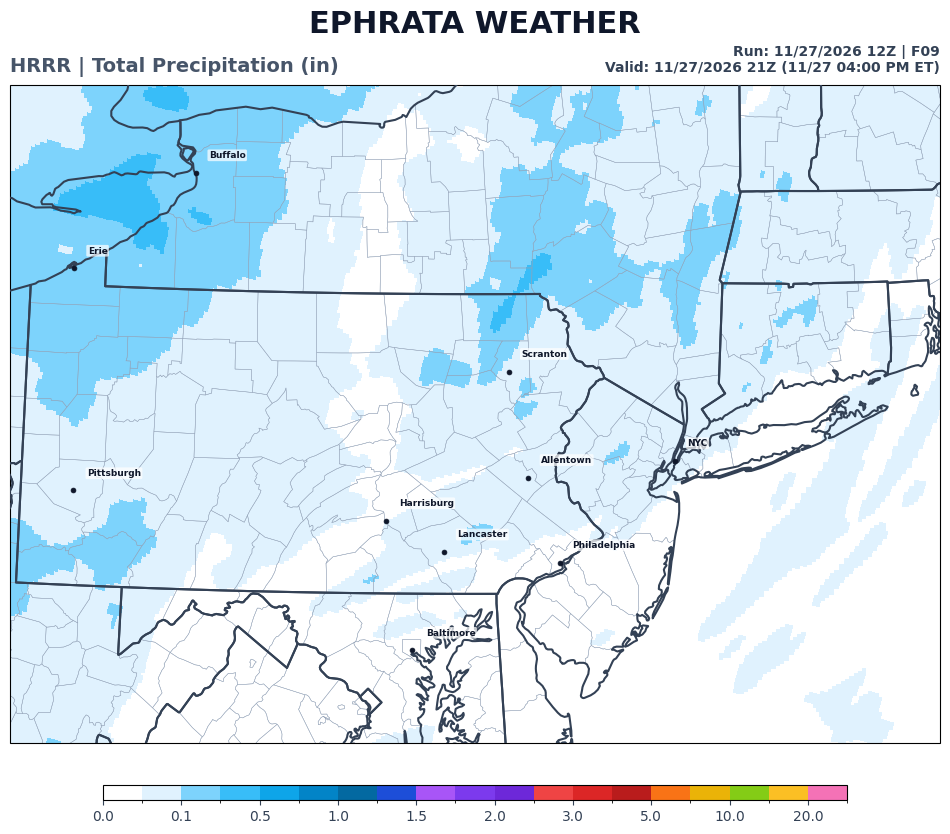 EPHRATA WEATHER
HRRR | Total Precipitation (in)
Run: 11/27/2026 12Z | F09
Valid: 11/27/2026 21Z (11/27 04:00 PM ET)
Buffalo
Erie
Scranton
NYC
Allentown
Pittsburgh
Harrisburg
Lancaster
Philadelphia
Baltimore
0.0 0.1 0.5 1.0 1.5 2.0 3.0 5.0 10.0 20.0